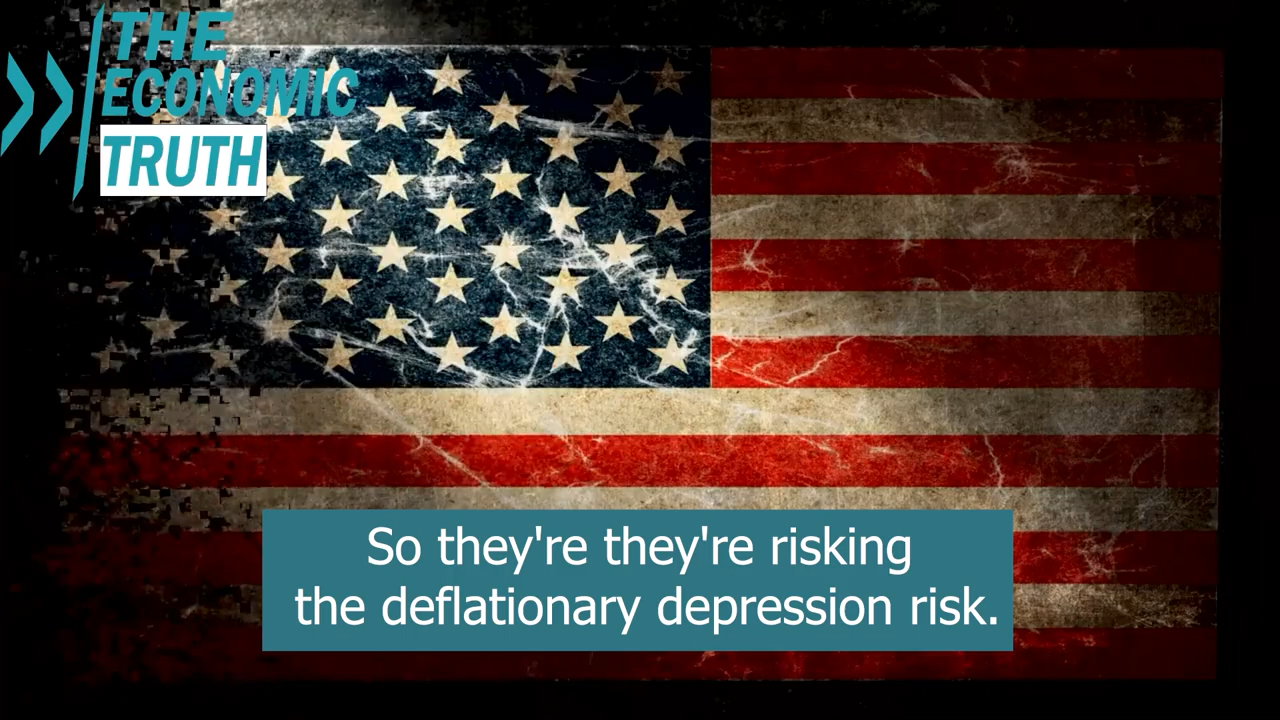 THE
ECONOMIC
TRUTH
So they're they're risking
the deflationary depression risk.